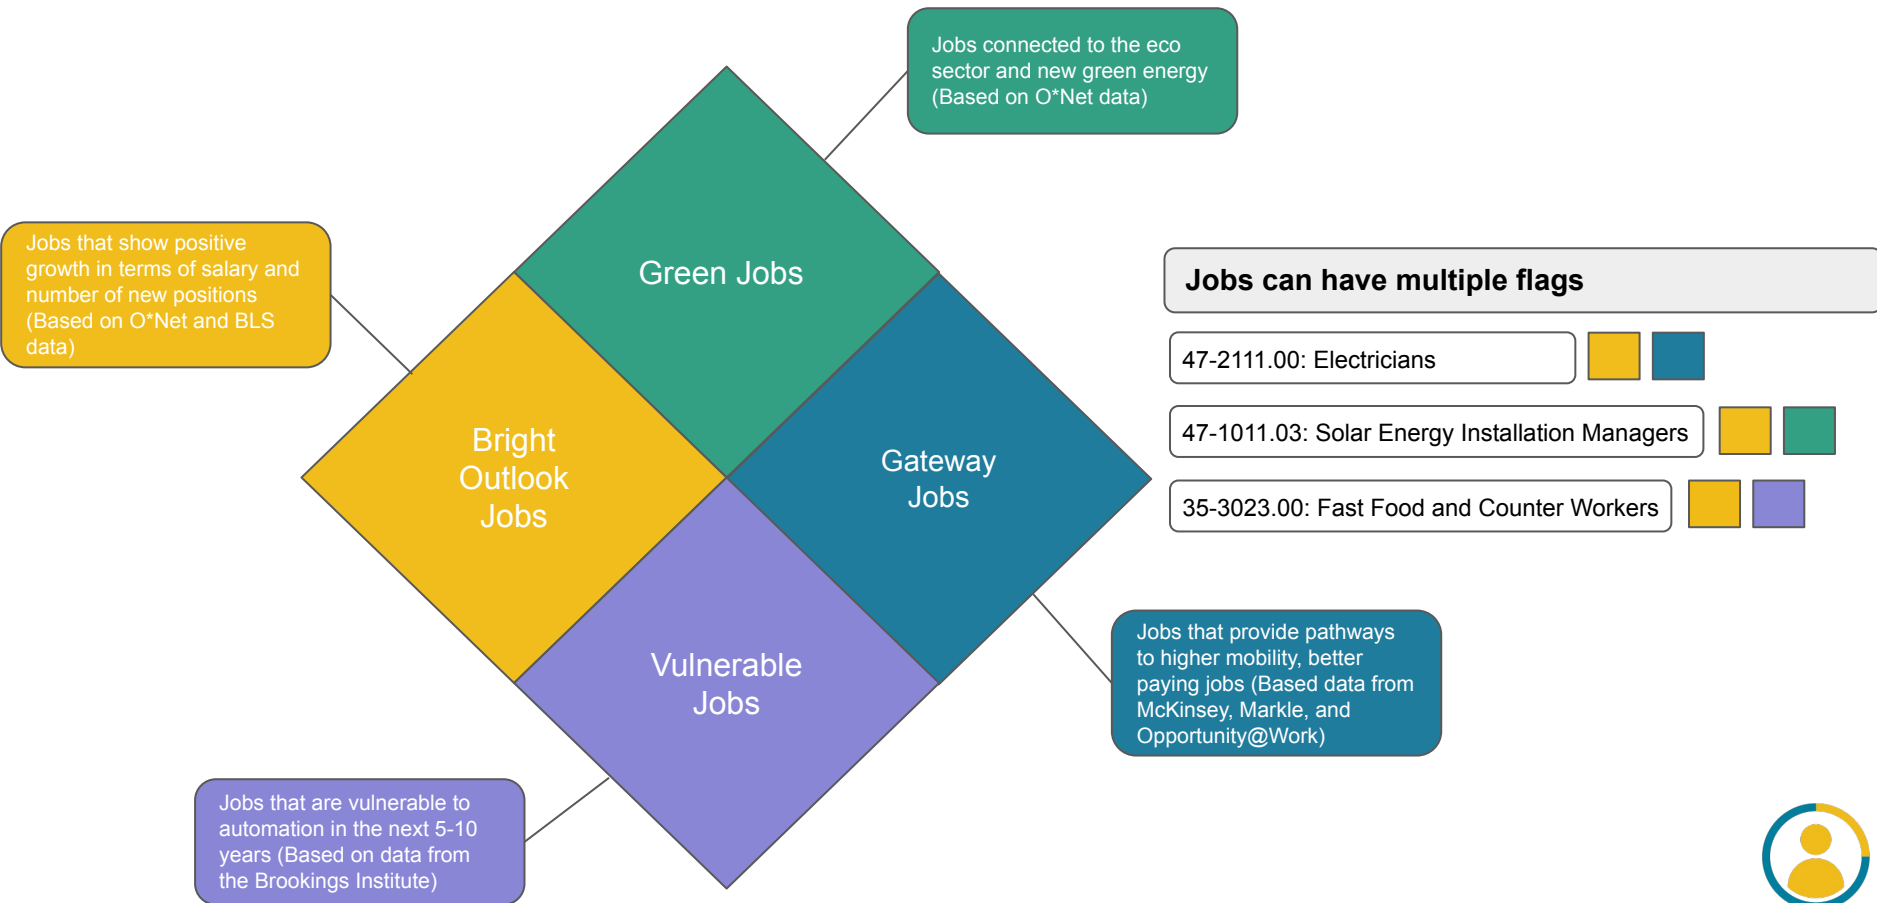 Jobs connected to the eco
sector and new green energy
(Based on O*Net data)
Jobs that show positive
growth in terms of salary and
number of new positions
(Based on O*Net and BLS
data)
Green Jobs
Bright
Outlook
Jobs
Gateway
Jobs
Vulnerable
Jobs
Jobs can have multiple flags
47-2111.00: Electricians
47-1011.03: Solar Energy Installation Managers
35-3023.00: Fast Food and Counter Workers
Jobs that provide pathways
to higher mobility, better
paying jobs (Based data from
McKinsey, Markle, and
Opportunity@Work)
Jobs that are vulnerable to
automation in the next 5-10
years (Based on data from
the Brookings Institute)